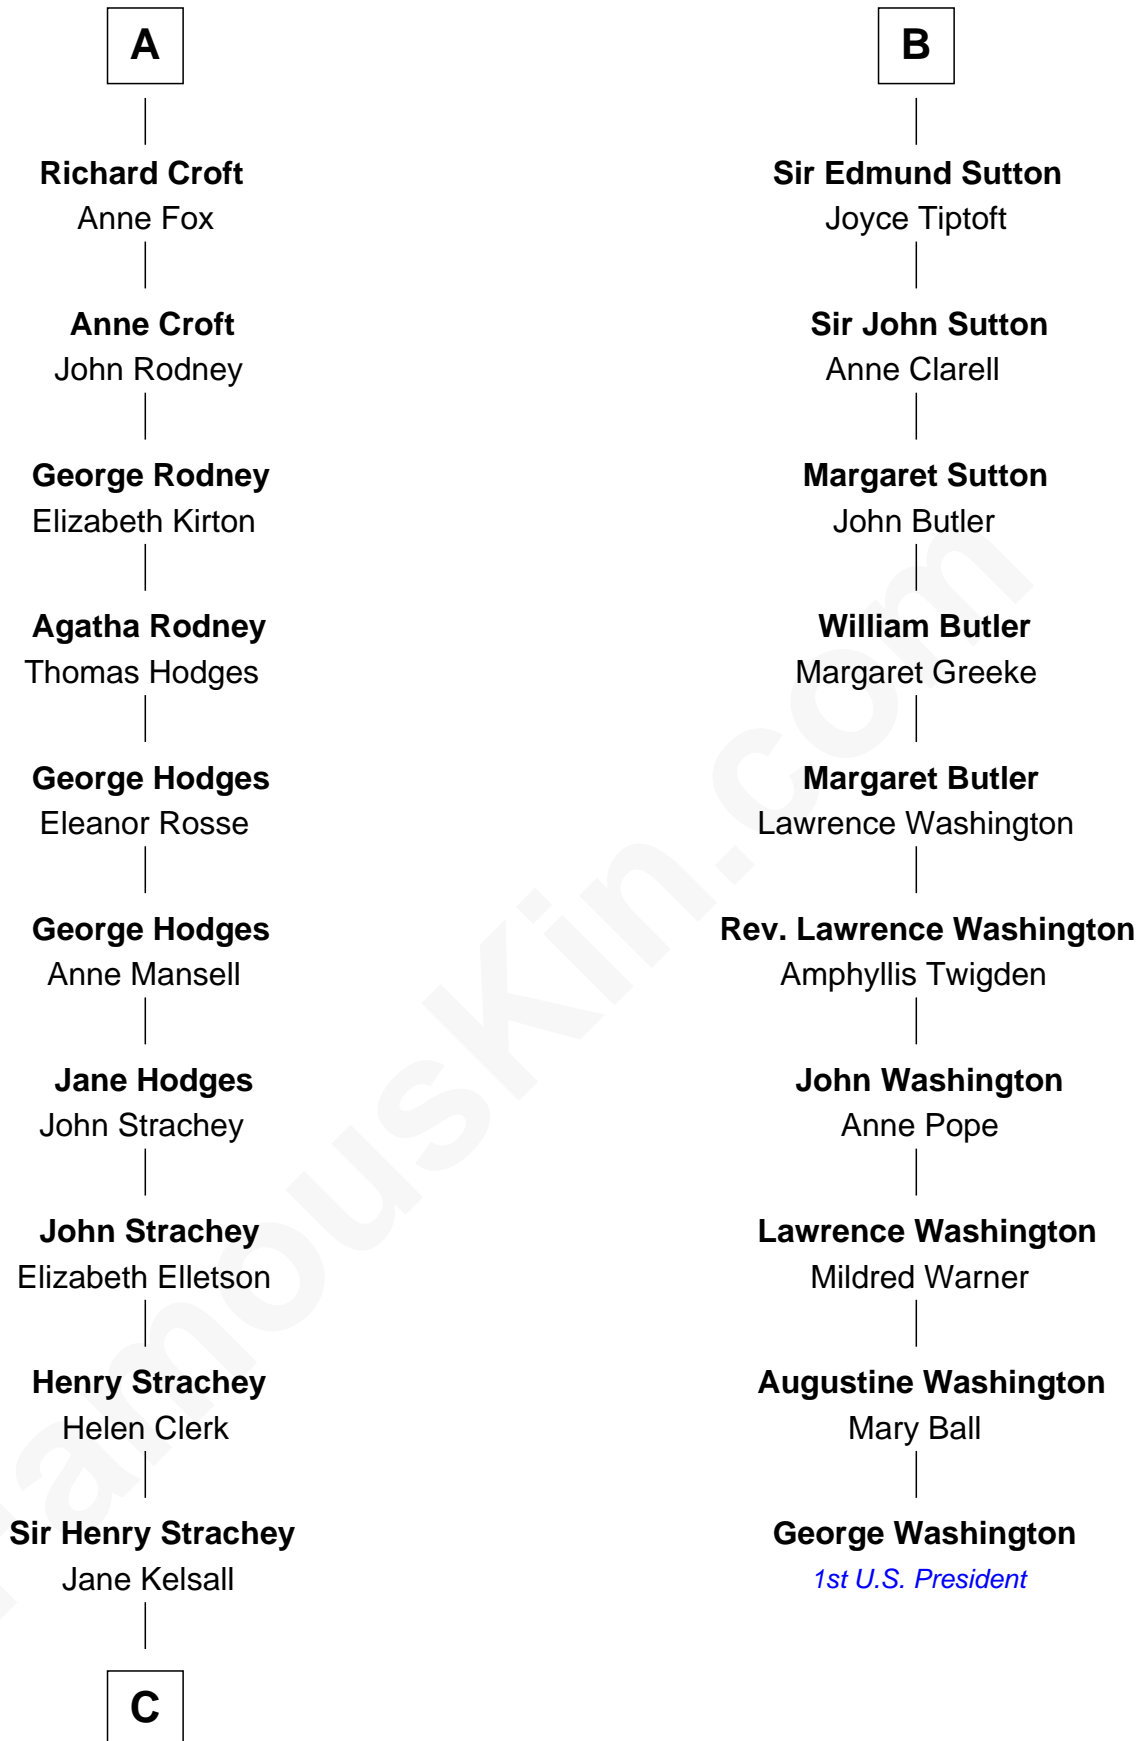 A
Richard Croft
Anne Fox
Anne Croft
John Rodney
George Rodney
Elizabeth Kirton
Agatha Rodney
Thomas Hodges
George Hodges
Eleanor Rosse
George Hodges
Anne Mansell
Jane Hodges
John Strachey
John Strachey
Elizabeth Elletson
Henry Strachey
Helen Clerk
Sir Henry Strachey
Jane Kelsall
C
B
Sir Edmund Sutton
Joyce Tiptoft
Sir John Sutton
Anne Clarell
Margaret Sutton
John Butler
William Butler
Margaret Greeke
Margaret Butler
Lawrence Washington
Rev. Lawrence Washington
Amphyllis Twigden
John Washington
Anne Pope
Lawrence Washington
Mildred Warner
Augustine Washington
Mary Ball
George Washington
1st U.S. President
FamousKin.com